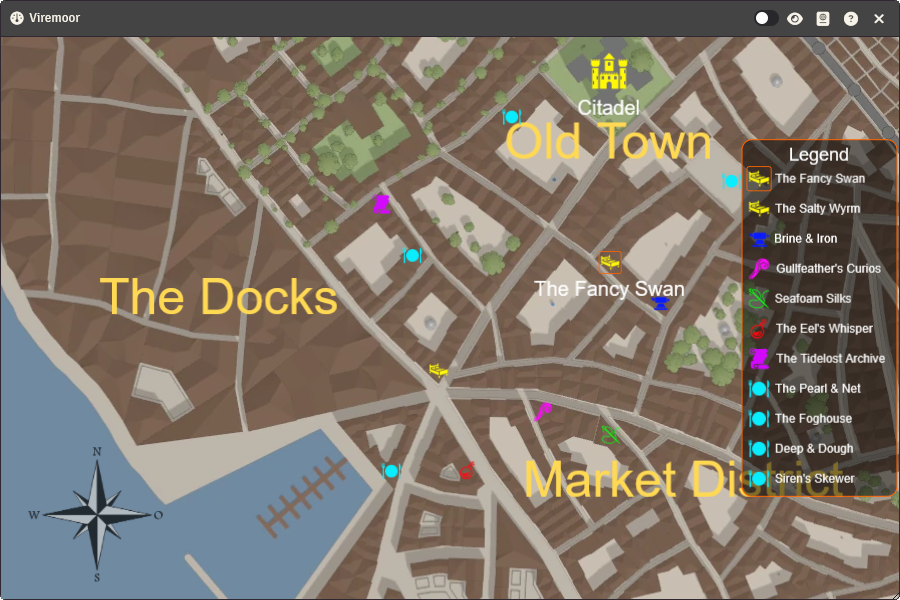 Viremoor
Citadel
Old Town
Legend
The Fancy Swan
The Salty Wyrm
Brine & Iron
Gullfeather's Curios
Seafoam Silks
The Eel's Whisper
The Tidelost Archive
The Pearl & Net
The Foghouse
Deep & Dough
Siren's Skewer
The Fancy Swan
The Docks
Market District
N
W
O
S